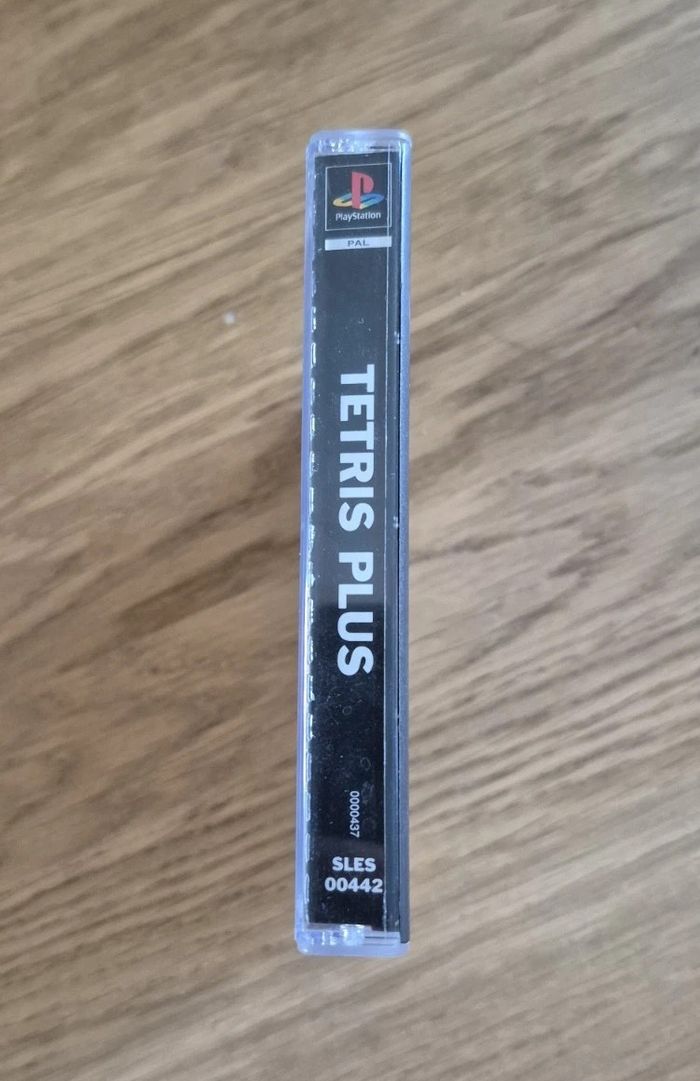 PlayStation
PAL
TETRIS PLUS
0000437
SLES
00442